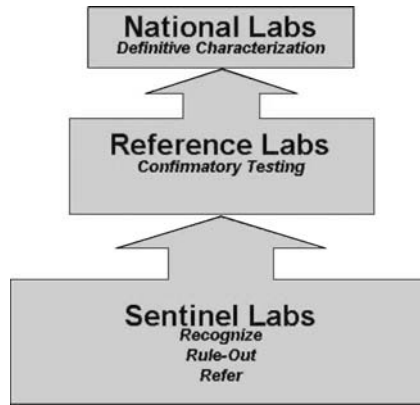 National Labs
Definitive Characterization
Reference Labs
Confirmatory Testing
Sentinel Labs
Recognize
Rule-Out
Refer